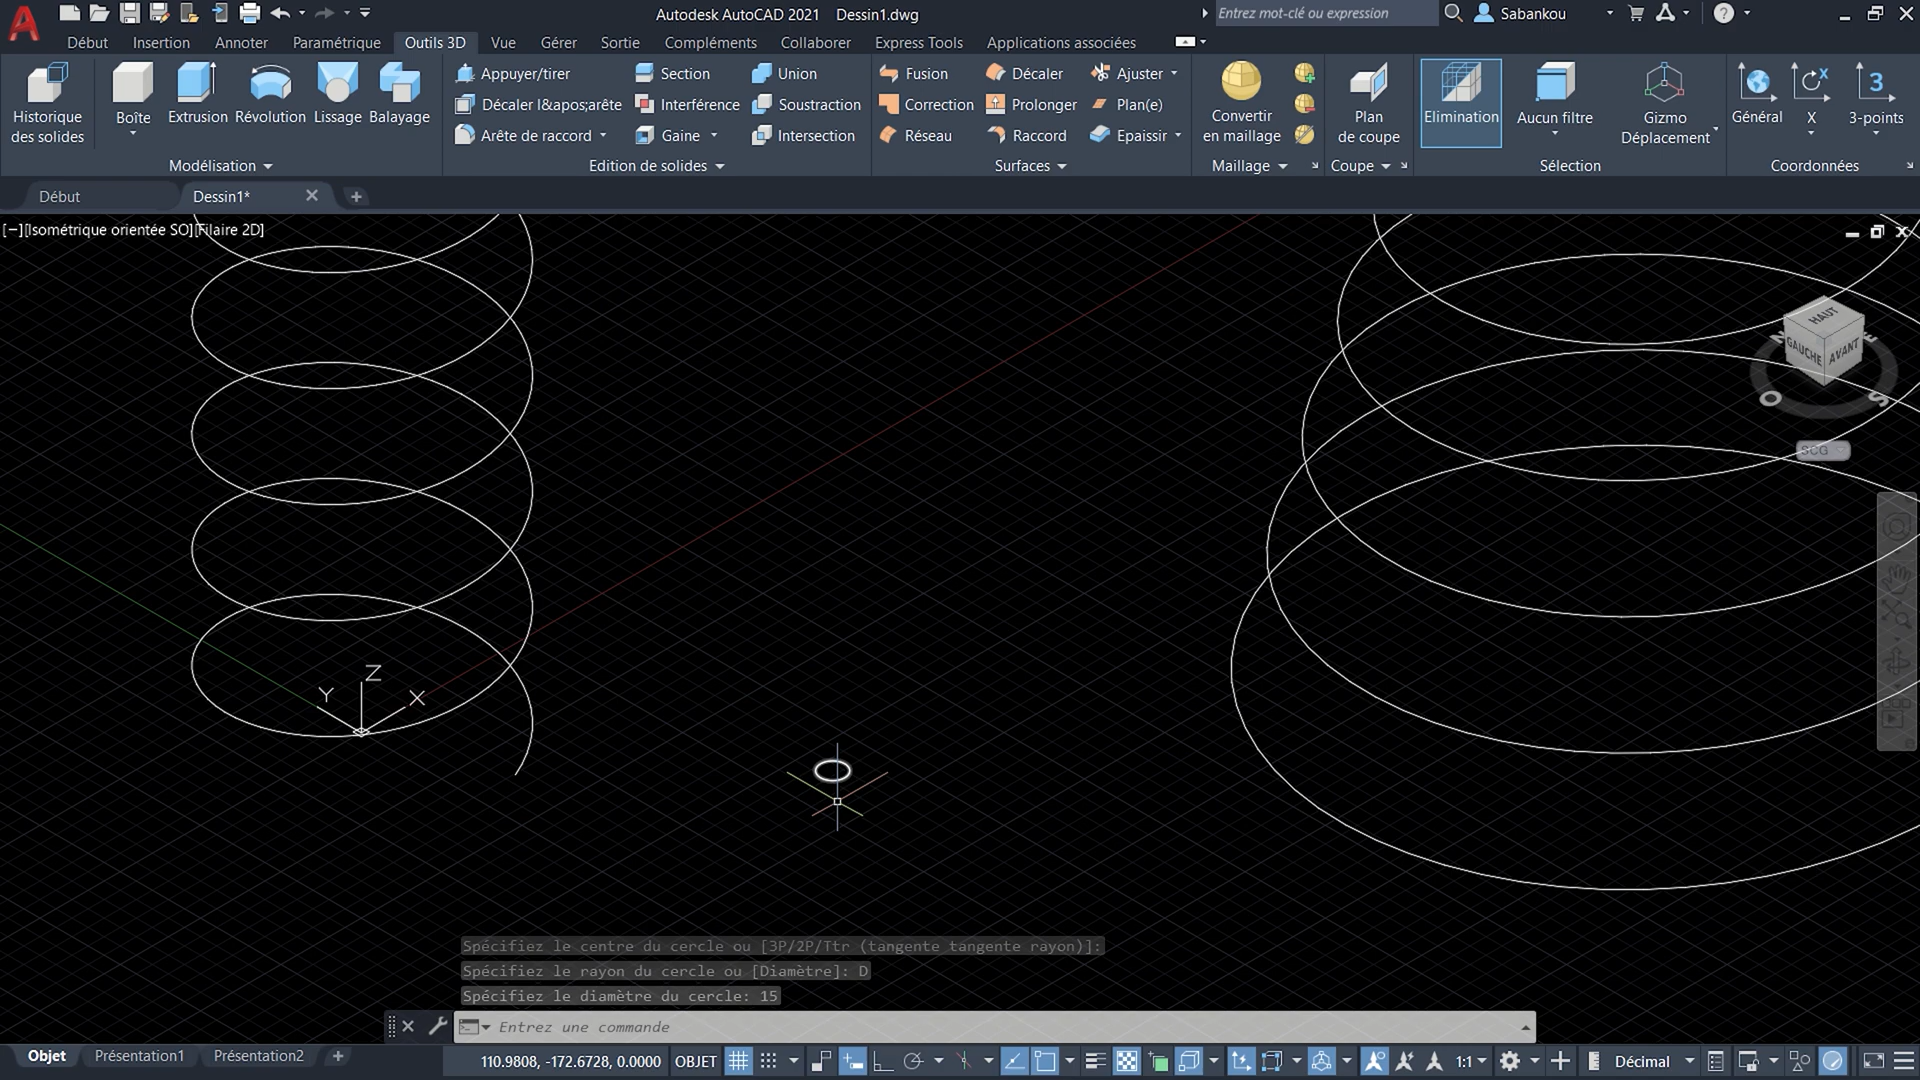 Autodesk AutoCAD 2021 Dessin1.dwg
Entrez mot-clé ou expression
Sabankou
Début Insertion Annoter Paramétrique Outils 3D Vue Gérer Sortie Compléments Collaborer Express Tools Applications associées
Historique des solides
Boîte
Extrusion
Révolution
Lissage
Balayage
Modélisation
Appuyer/tirer
Décaler l&apos;arête
Arête de raccord
Section
Interférence
Gaine
Union
Soustraction
Intersection
Edition de solides
Fusion
Correction
Réseau
Décaler
Prolonger
Raccord
Ajuster
Plan(e)
Epaissir
Surfaces
Convertir
en maillage
Maillage
Plan
de coupe
Coupe
Elimination
Aucun filtre
Gizmo
Déplacement
Sélection
Général
X
3-points
Coordonnées
Début
Dessin1*
[−][Isométrique orientée SO][Filaire 2D]
HAUT
GAUCHE
AVANT
N
E
O
S
SCG
Z
Y
X
Spécifiez le centre du cercle ou [3P/2P/Ttr (tangente tangente rayon)]:
Spécifiez le rayon du cercle ou [Diamètre]: D
Spécifiez le diamètre du cercle: 15
Entrez une commande
Objet Présentation1 Présentation2
110.9808, -172.6728, 0.0000 OBJET
1:1
Décimal